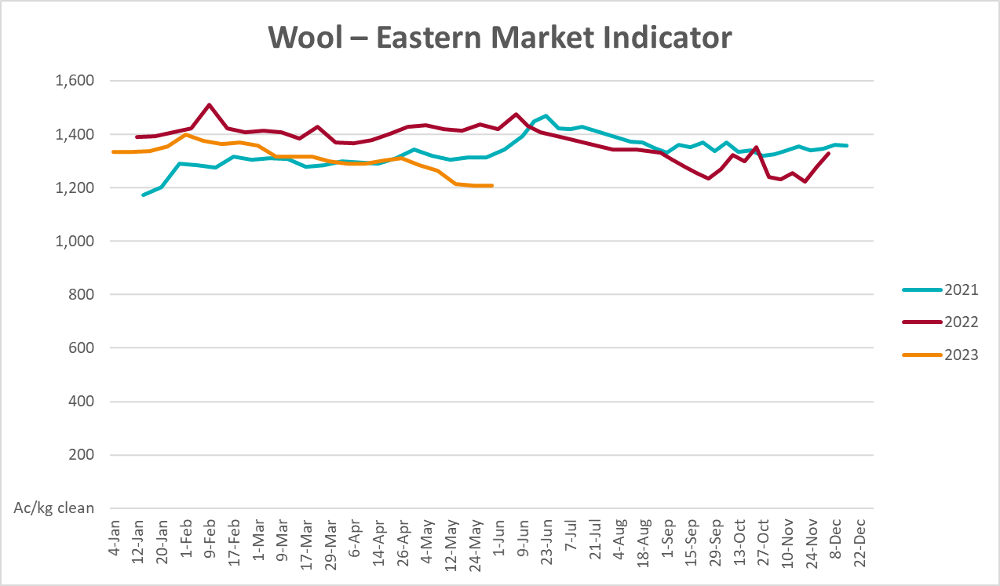 Wool – Eastern Market Indicator
1,600
1,400
1,200
1,000
800
600
400
200
Ac/kg clean
4-Jan
12-Jan
20-Jan
1-Feb
9-Feb
17-Feb
1-Mar
9-Mar
17-Mar
29-Mar
6-Apr
14-Apr
26-Apr
4-May
12-May
24-May
1-Jun
9-Jun
23-Jun
7-Jul
21-Jul
4-Aug
18-Aug
1-Sep
15-Sep
29-Sep
13-Oct
27-Oct
10-Nov
24-Nov
8-Dec
22-Dec
2021
2022
2023